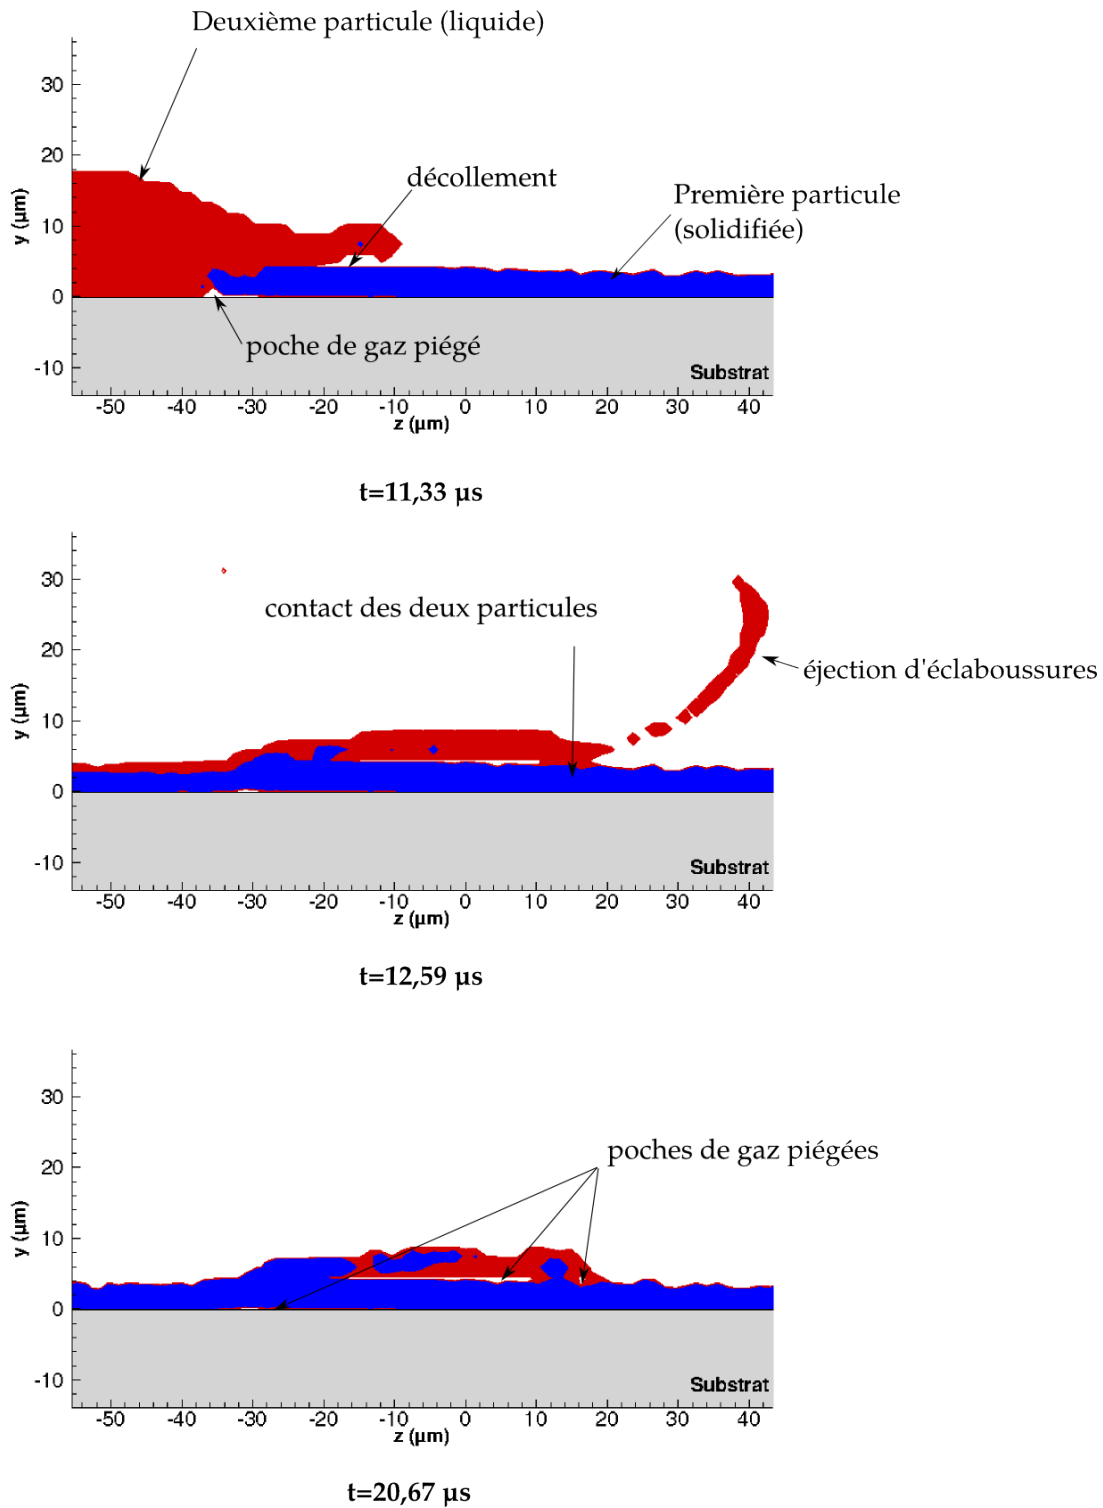 Deuxième particule (liquide)
30
20
10
0
-10
y (µm)
décollement
Première particule
(solidifiée)
poche de gaz piégé
Substrat
-50 -40 -30 -20 -10 0 10 20 30 40
z (µm)
t=11,33 µs
30
20
10
0
-10
y (µm)
contact des deux particules
éjection d'éclaboussures
Substrat
-50 -40 -30 -20 -10 0 10 20 30 40
z (µm)
t=12,59 µs
30
20
10
0
-10
y (µm)
poches de gaz piégées
Substrat
-50 -40 -30 -20 -10 0 10 20 30 40
z (µm)
t=20,67 µs